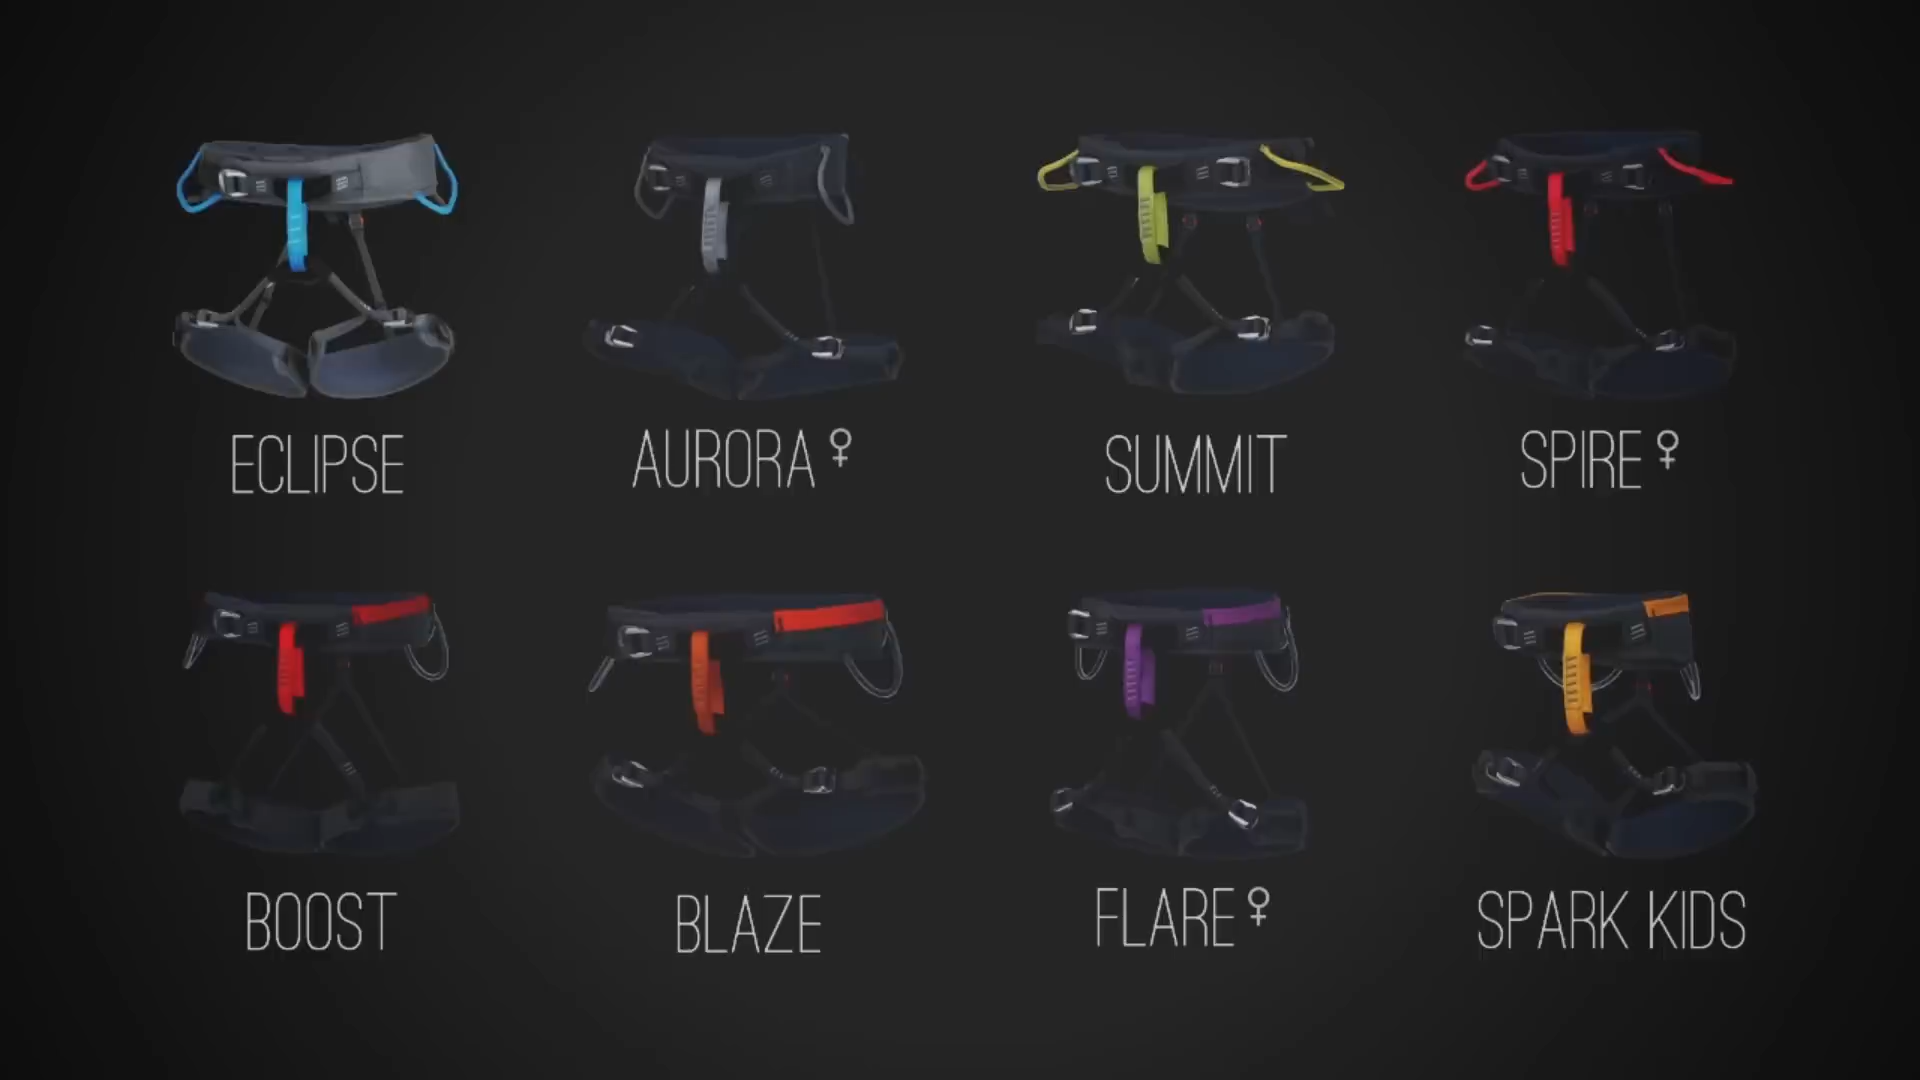 ECLIPSE
AURORA ♀
SUMMIT
SPIRE ♀
BOOST
BLAZE
FLARE ♀
SPARK KIDS